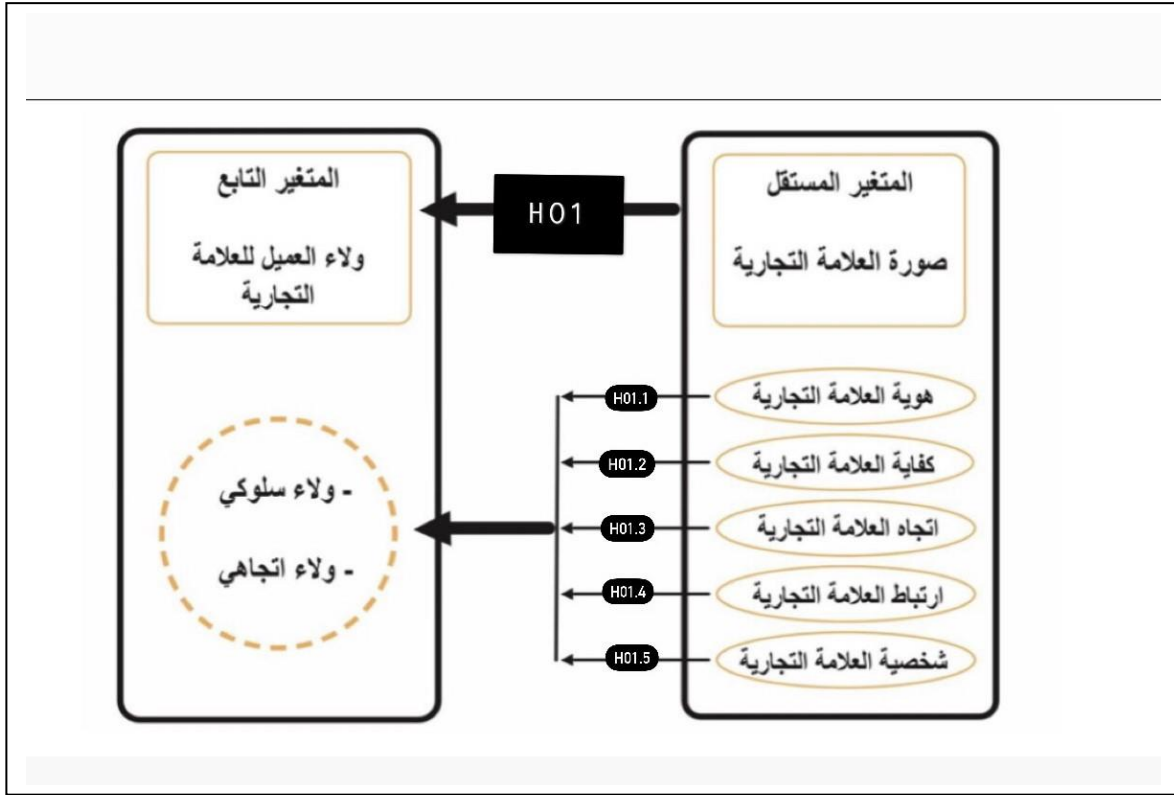 المتغير المستقل
صورة العلامة التجارية
HO1
المتغير التابع
ولاء العميل للعلامة
التجارية
هوية العلامة التجارية
H01.1
كفاية العلامة التجارية
H01.2
اتجاه العلامة التجارية
H01.3
ارتباط العلامة التجارية
H01.4
شخصية العلامة التجارية
H01.5
- ولاء سلوكي
- ولاء اتجاهي